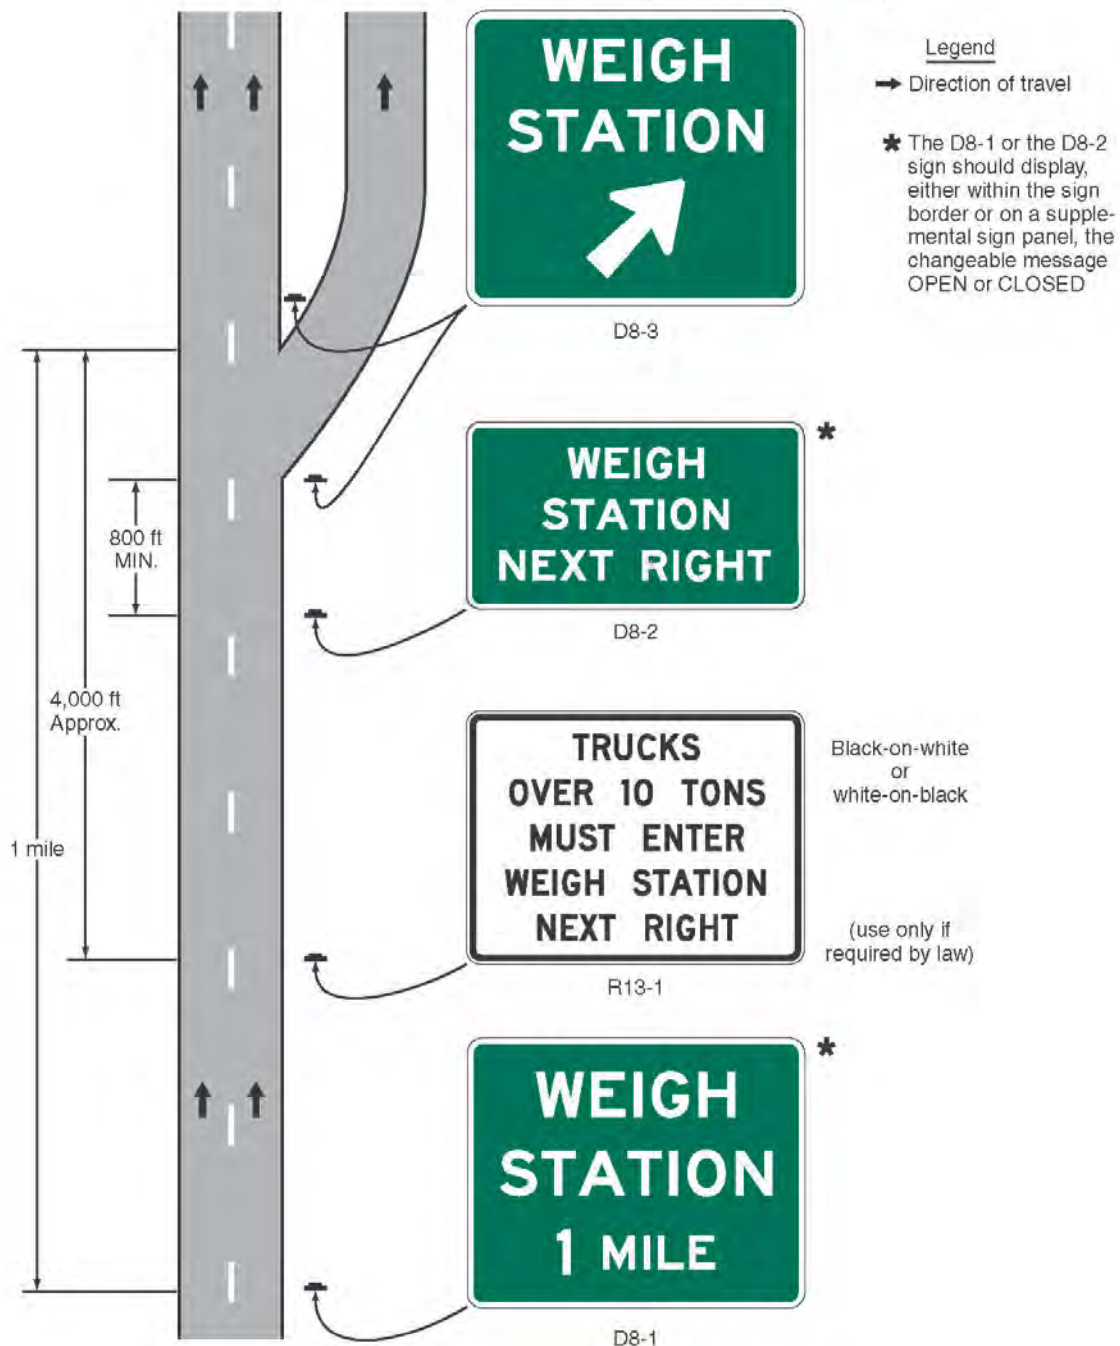 WEIGH
STATION
D8-3
Legend
Direction of travel
* The D8-1 or the D8-2
sign should display,
either within the sign
border or on a supple-
mental sign panel, the
changeable message
OPEN or CLOSED
WEIGH
STATION
NEXT RIGHT
*
D8-2
800 ft
MIN.
4,000 ft
Approx.
1 mile
TRUCKS
OVER 10 TONS
MUST ENTER
WEIGH STATION
NEXT RIGHT
R13-1
Black-on-white
or
white-on-black
(use only if
required by law)
WEIGH
STATION
1 MILE
*
D8-1